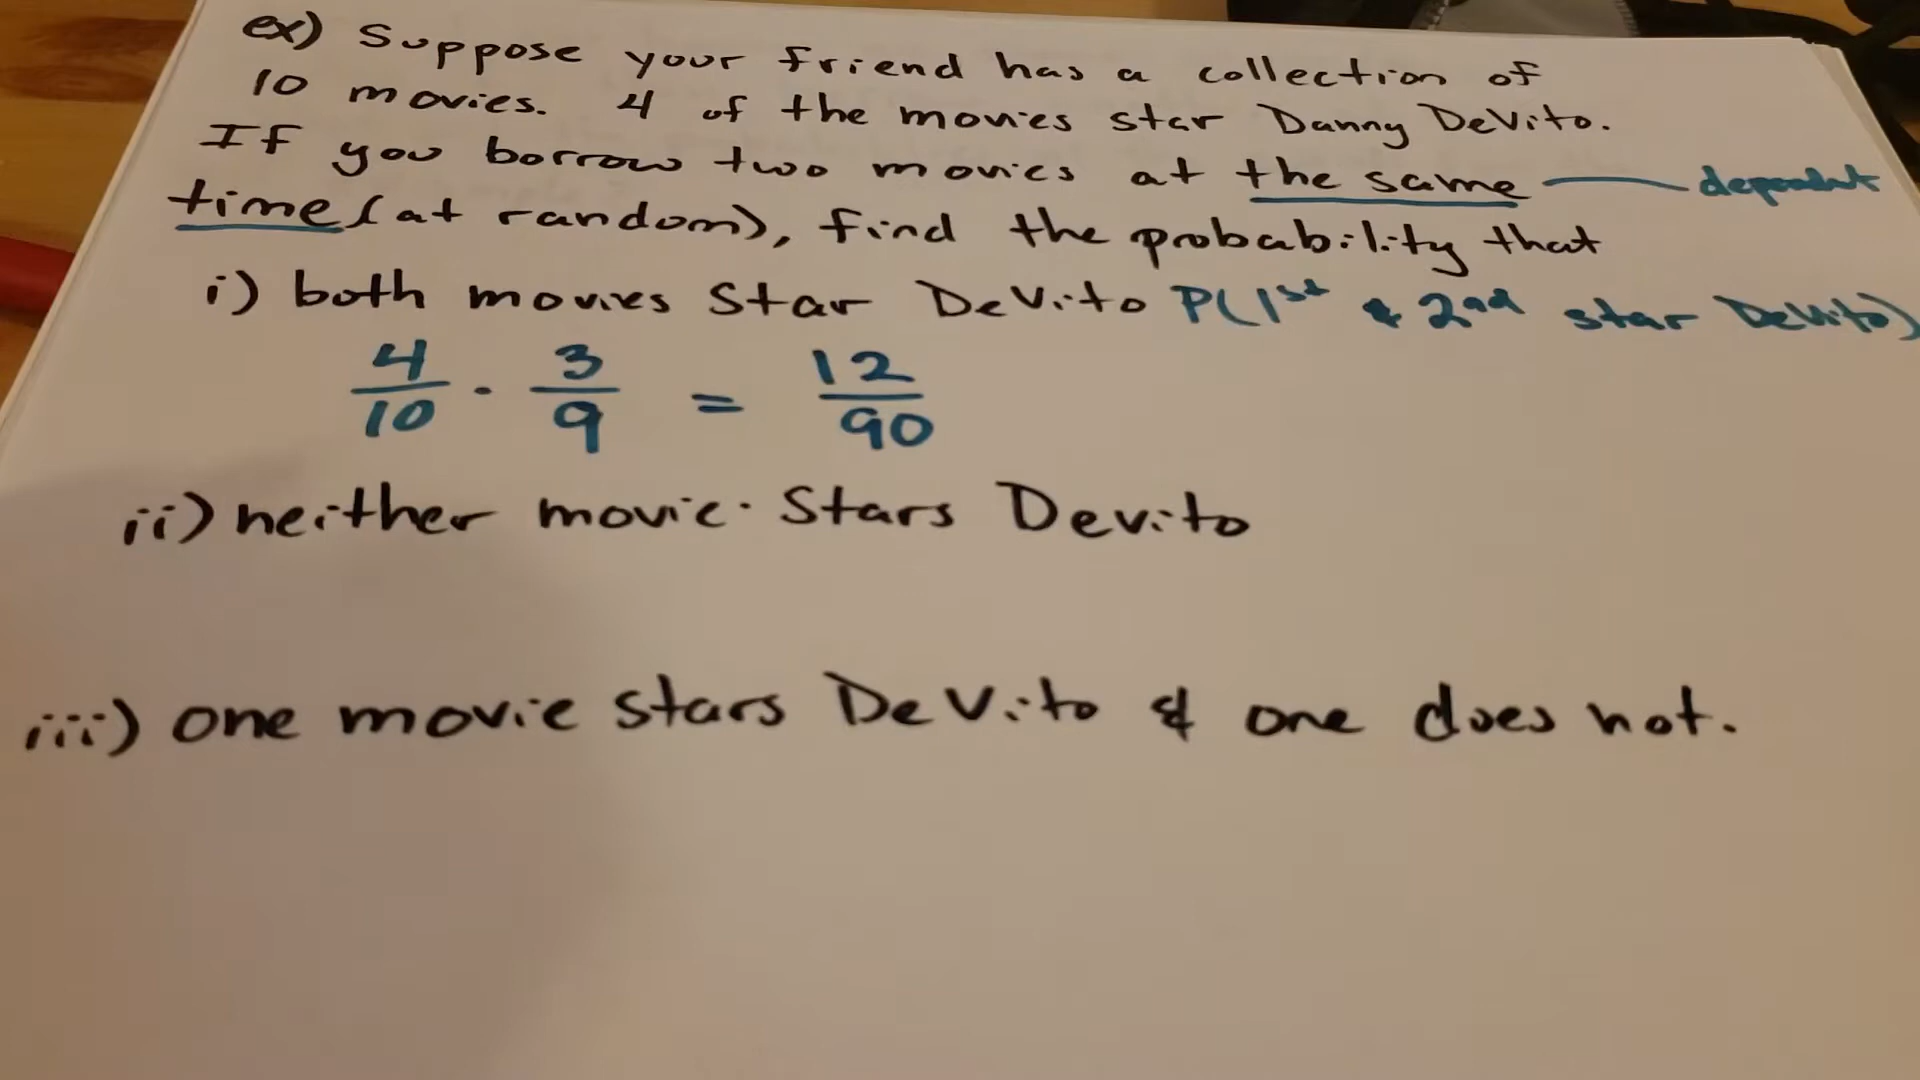 ex) Suppose your friend has a collection of
10 movies. 4 of the movies star Danny DeVito.
If you borrow two movies at the same — dependent
time (at random), find the probability that
i) both movies star DeVito P(1st & 2nd star DeVito)
4/10 · 3/9 = 12/90
ii) neither movie stars Devito
iii) one movie stars DeVito & one does not.